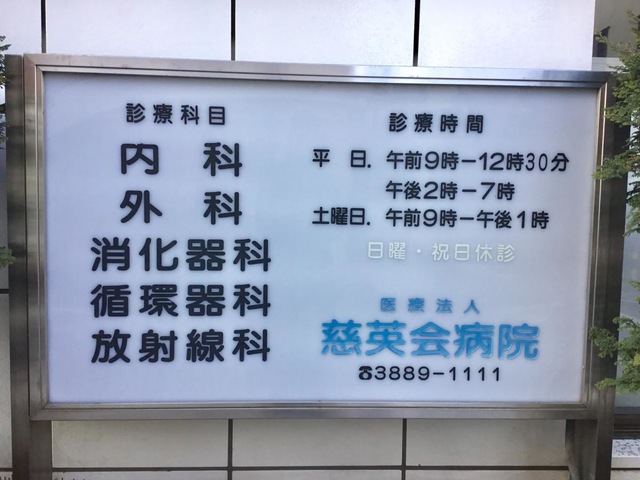 診療科目
内科
外科
消化器科
循環器科
放射線科
診療時間
平日. 午前9時－12時30分
午後2時－7時
土曜日. 午前9時－午後1時
日曜・祝日休診
医療法人
慈英会病院
☎3889-1111